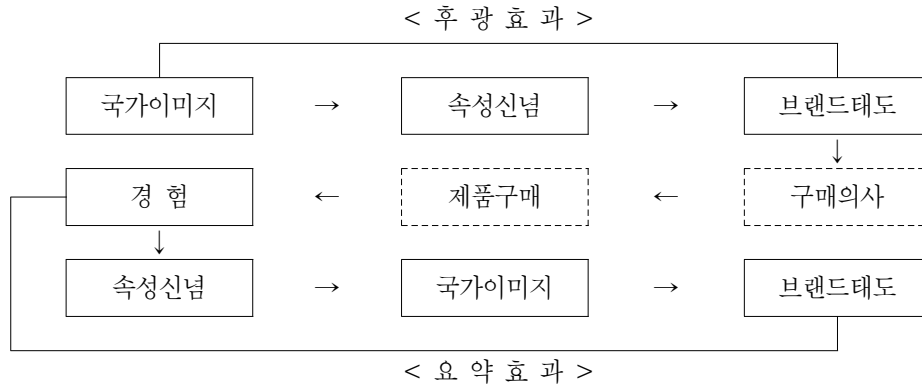 < 후 광 효 과 >
국가이미지 → 속성신념 → 브랜드태도
↓
경 험 ← 제품구매 ← 구매의사
↓
속성신념 → 국가이미지 → 브랜드태도
< 요 약 효 과 >